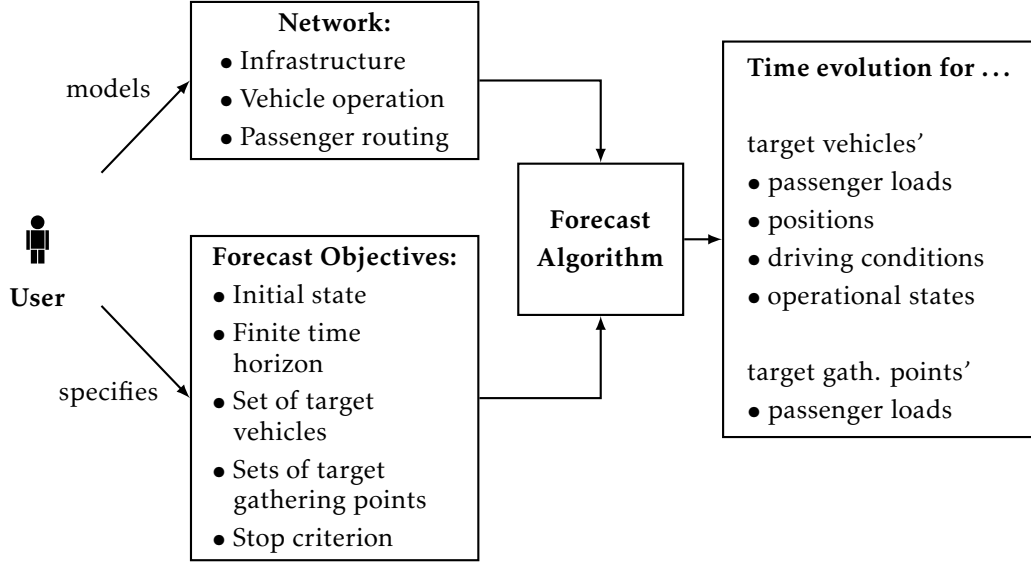 Network:
• Infrastructure
• Vehicle operation
• Passenger routing
models
User
specifies
Forecast Objectives:
• Initial state
• Finite time
horizon
• Set of target
vehicles
• Sets of target
gathering points
• Stop criterion
Forecast
Algorithm
Time evolution for ...
target vehicles’
• passenger loads
• positions
• driving conditions
• operational states
target gath. points’
• passenger loads